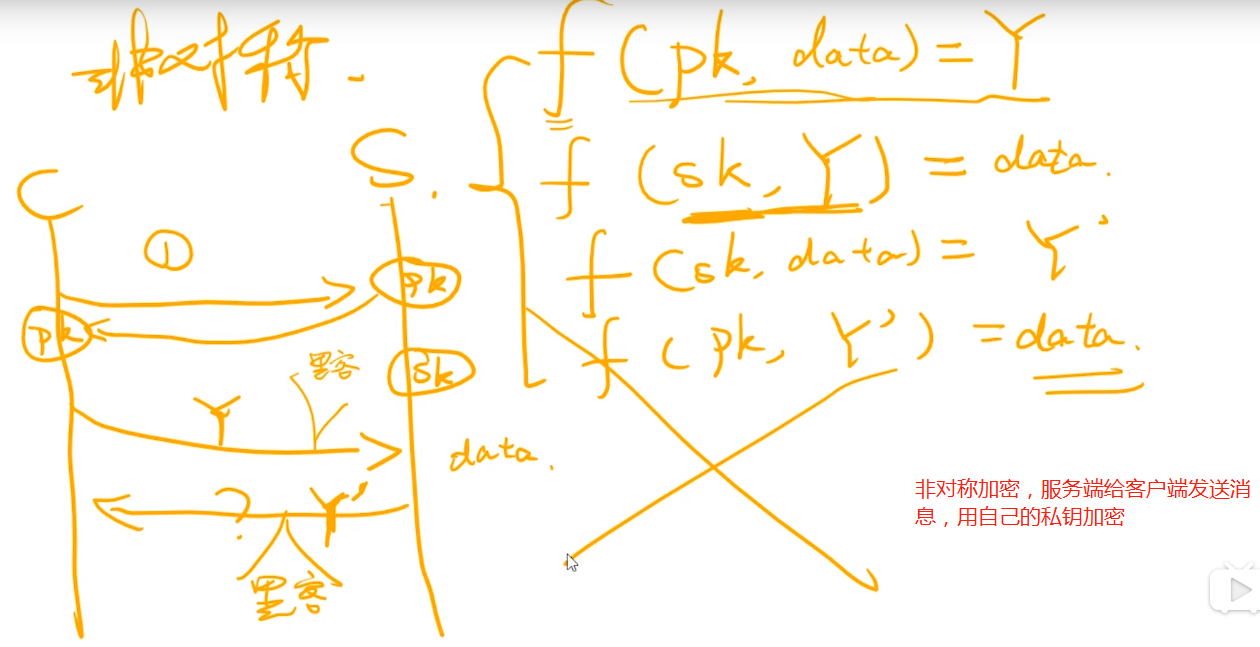 非对称.
f (pk, data) = Y
S.
f (sk, Y) = data.
C
①
f (sk, data) = Y'
pk
pk
f (pk, Y') = data.
黑客
sk
Y
data.
? Y'
黑客
非对称加密，服务端给客户端发送消
息，用自己的私钥加密